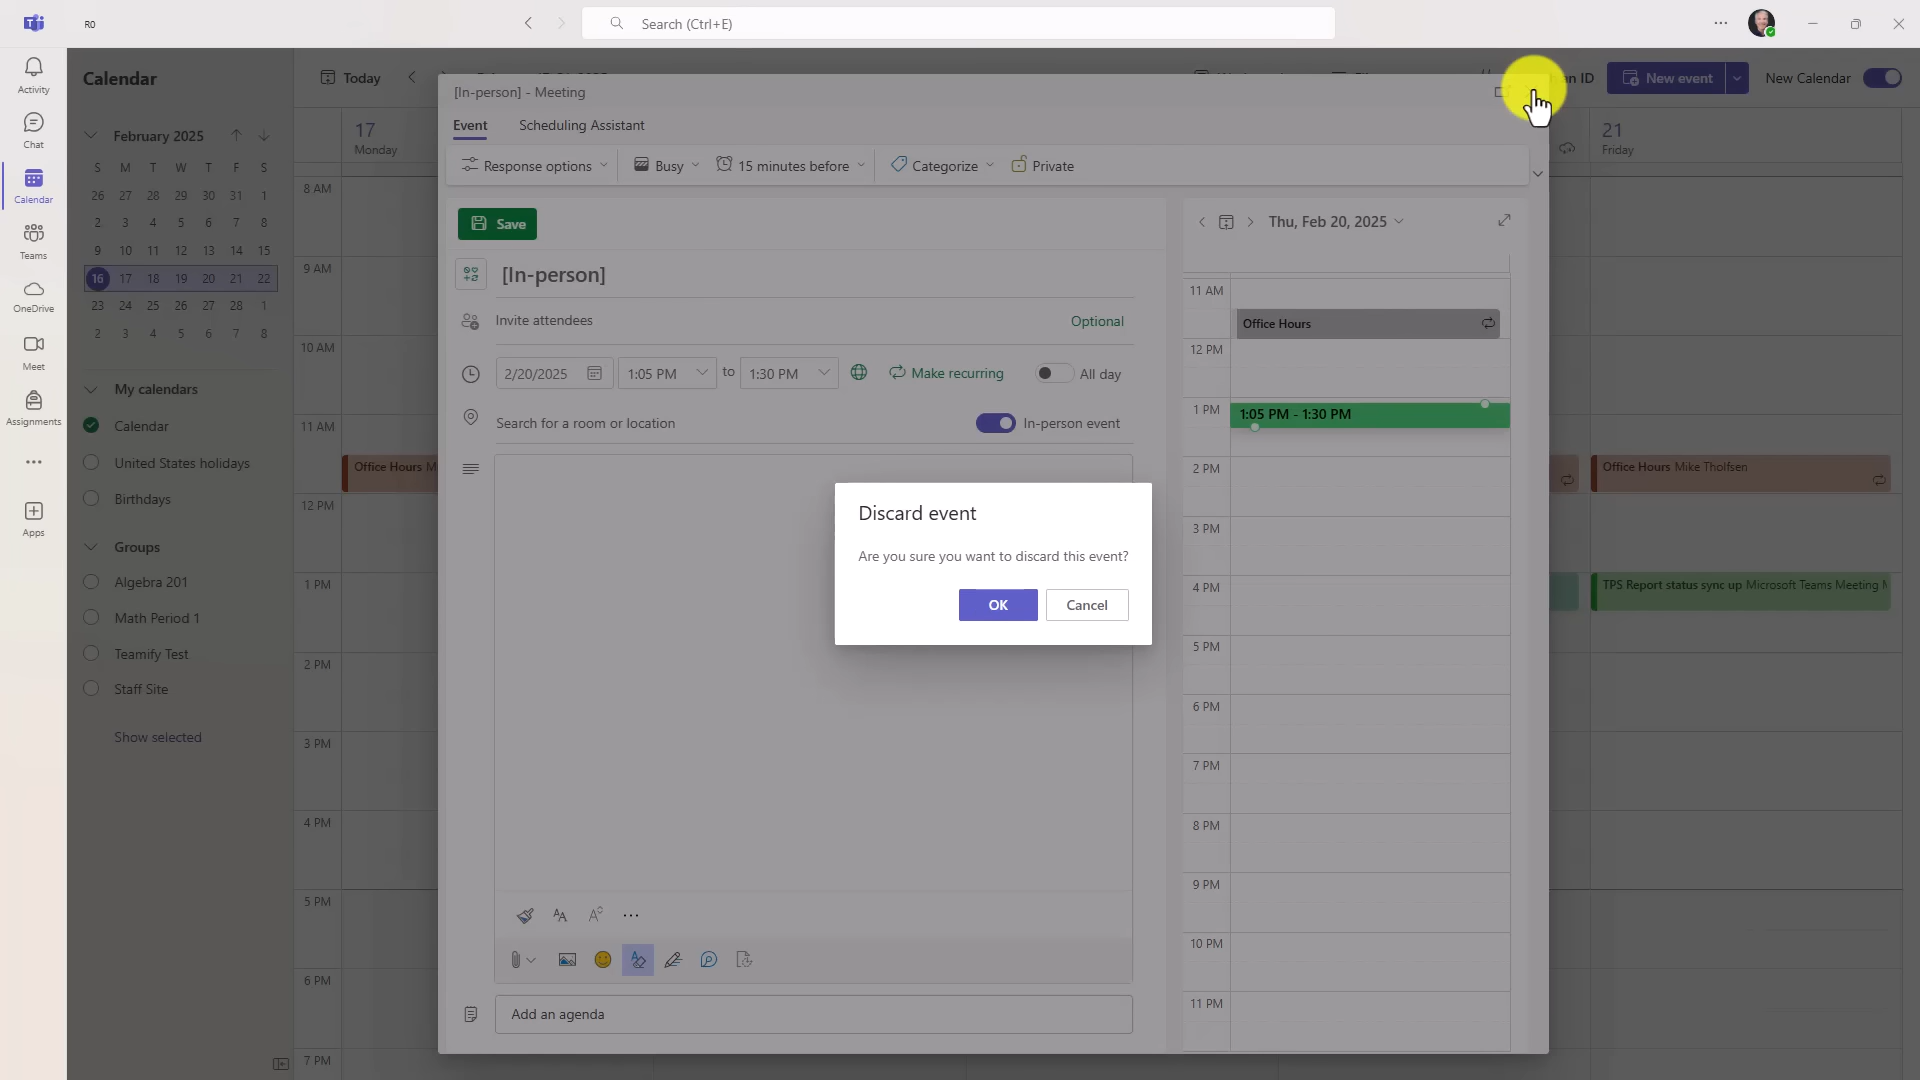 R0
Search (Ctrl+E)
Activity
Chat
Calendar
Teams
OneDrive
Meet
Assignments
Apps
Calendar
February 2025
S M T W T F S
26 27 28 29 30 31 1
2 3 4 5 6 7 8
9 10 11 12 13 14 15
16 17 18 19 20 21 22
23 24 25 26 27 28 1
2 3 4 5 6 7 8
My calendars
Calendar
United States holidays
Birthdays
Groups
Algebra 201
Math Period 1
Teamify Test
Staff Site
Show selected
Today
an ID
New event
New Calendar
17
Monday
21
Friday
8 AM
9 AM
10 AM
11 AM
12 PM
1 PM
2 PM
3 PM
4 PM
5 PM
6 PM
7 PM
Office Hours M
Office Hours Mike Tholfsen
TPS Report status sync up Microsoft Teams Meeting M
[In-person] - Meeting
Event
Scheduling Assistant
Response options
Busy
15 minutes before
Categorize
Private
Save
[In-person]
Invite attendees
Optional
2/20/2025
1:05 PM
to
1:30 PM
Make recurring
All day
Search for a room or location
In-person event
Add an agenda
Thu, Feb 20, 2025
11 AM
Office Hours
12 PM
1 PM
1:05 PM - 1:30 PM
2 PM
3 PM
4 PM
5 PM
6 PM
7 PM
8 PM
9 PM
10 PM
11 PM
Discard event
Are you sure you want to discard this event?
OK
Cancel